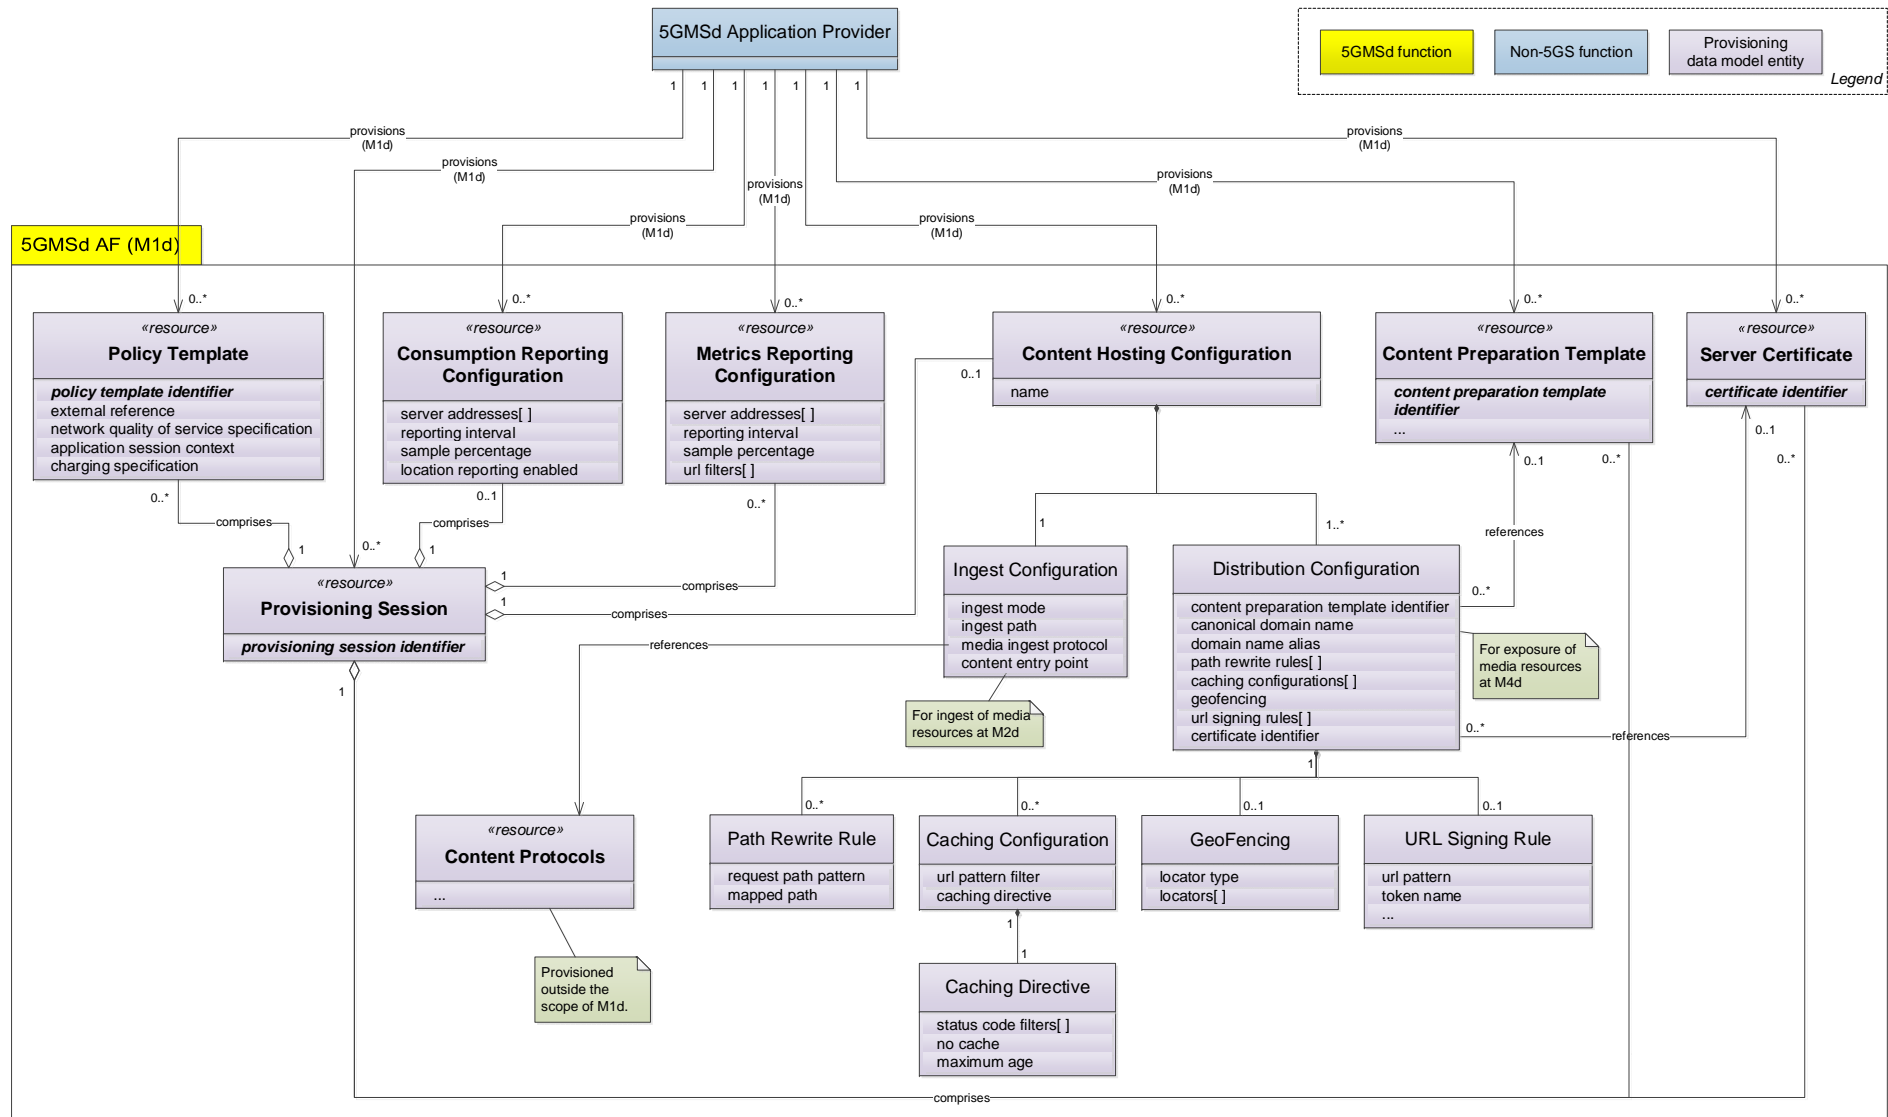 5GMSd Application Provider
5GMSd function
Non-5GS function
Provisioning
data model entity
Legend
1
1
1
1
1
1
1
provisions
(M1d)
provisions
(M1d)
provisions
(M1d)
provisions
(M1d)
provisions
(M1d)
provisions
(M1d)
provisions
(M1d)
5GMSd AF (M1d)
0..*
0..*
0..*
0..*
0..*
0..*
«resource»
Policy Template
policy template identifier
external reference
network quality of service specification
application session context
charging specification
«resource»
Consumption Reporting
Configuration
server addresses[ ]
reporting interval
sample percentage
location reporting enabled
«resource»
Metrics Reporting
Configuration
server addresses[ ]
reporting interval
sample percentage
url filters[ ]
«resource»
Content Hosting Configuration
name
0..1
«resource»
Content Preparation Template
content preparation template
identifier
...
«resource»
Server Certificate
certificate identifier
0..*
comprises
1
0..*
0..1
comprises
1
0..*
1
comprises
1
comprises
«resource»
Provisioning Session
provisioning session identifier
1
1
1..*
Ingest Configuration
ingest mode
ingest path
media ingest protocol
content entry point
references
For ingest of media
resources at M2d
Distribution Configuration
content preparation template identifier
canonical domain name
domain name alias
path rewrite rules[ ]
caching configurations[ ]
geofencing
url signing rules[ ]
certificate identifier
0..1
references
0..*
0..*
0..1
0..*
For exposure of
media resources
at M4d
0..*
references
1
0..*
0..*
0..1
0..1
«resource»
Content Protocols
...
Provisioned
outside the
scope of M1d.
Path Rewrite Rule
request path pattern
mapped path
Caching Configuration
url pattern filter
caching directive
GeoFencing
locator type
locators[ ]
URL Signing Rule
url pattern
token name
...
1
1
Caching Directive
status code filters[ ]
no cache
maximum age
comprises